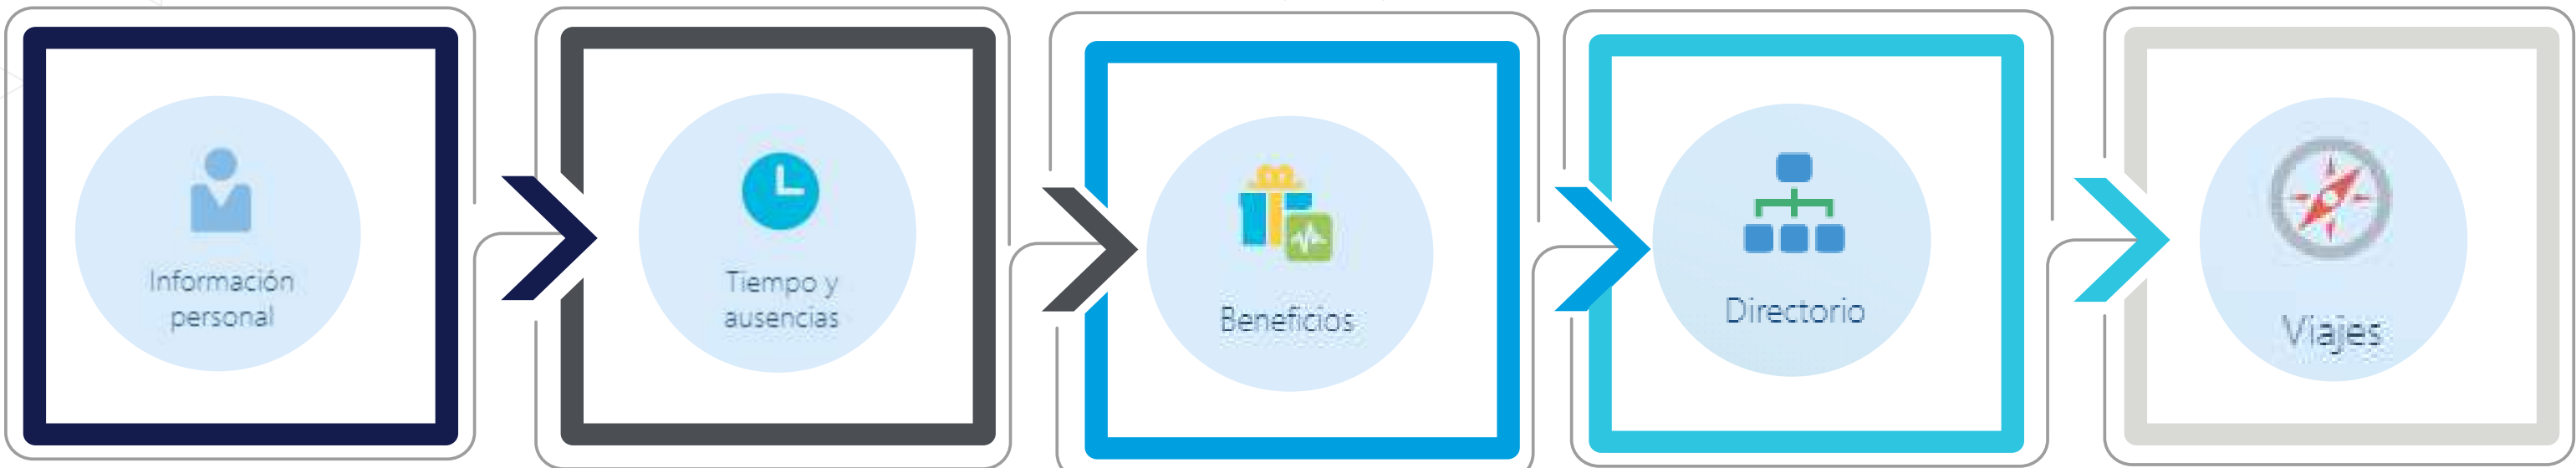 Información
personal
Tiempo y
ausencias
Beneficios
Directorio
Viajes